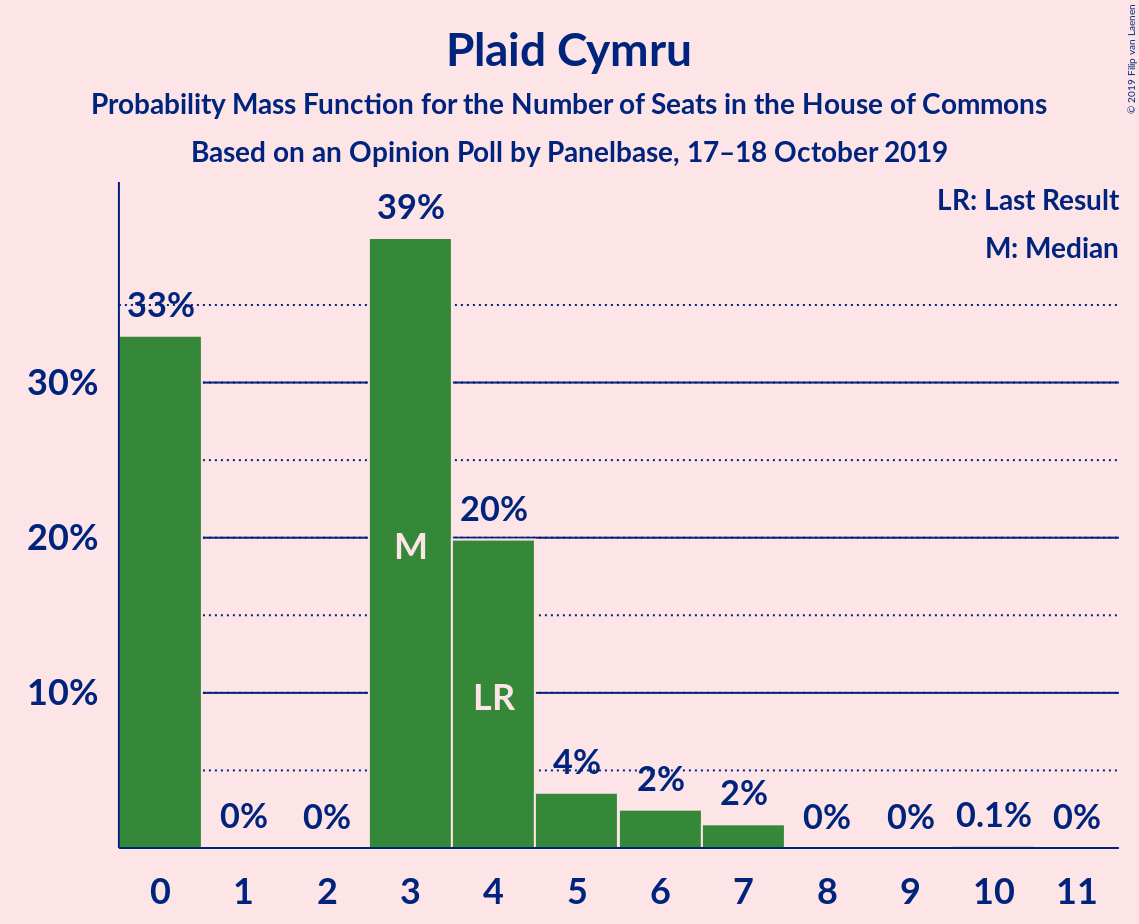 Plaid Cymru
Probability Mass Function for the Number of Seats in the House of Commons
Based on an Opinion Poll by Panelbase, 17–18 October 2019
© 2019 Filip van Laenen
LR: Last Result
M: Median
39%
33%
30%
20%
20%
M
10%
LR
4%
2%
2%
0%
0%
0%
0%
0.1%
0%
0 1 2 3 4 5 6 7 8 9 10 11